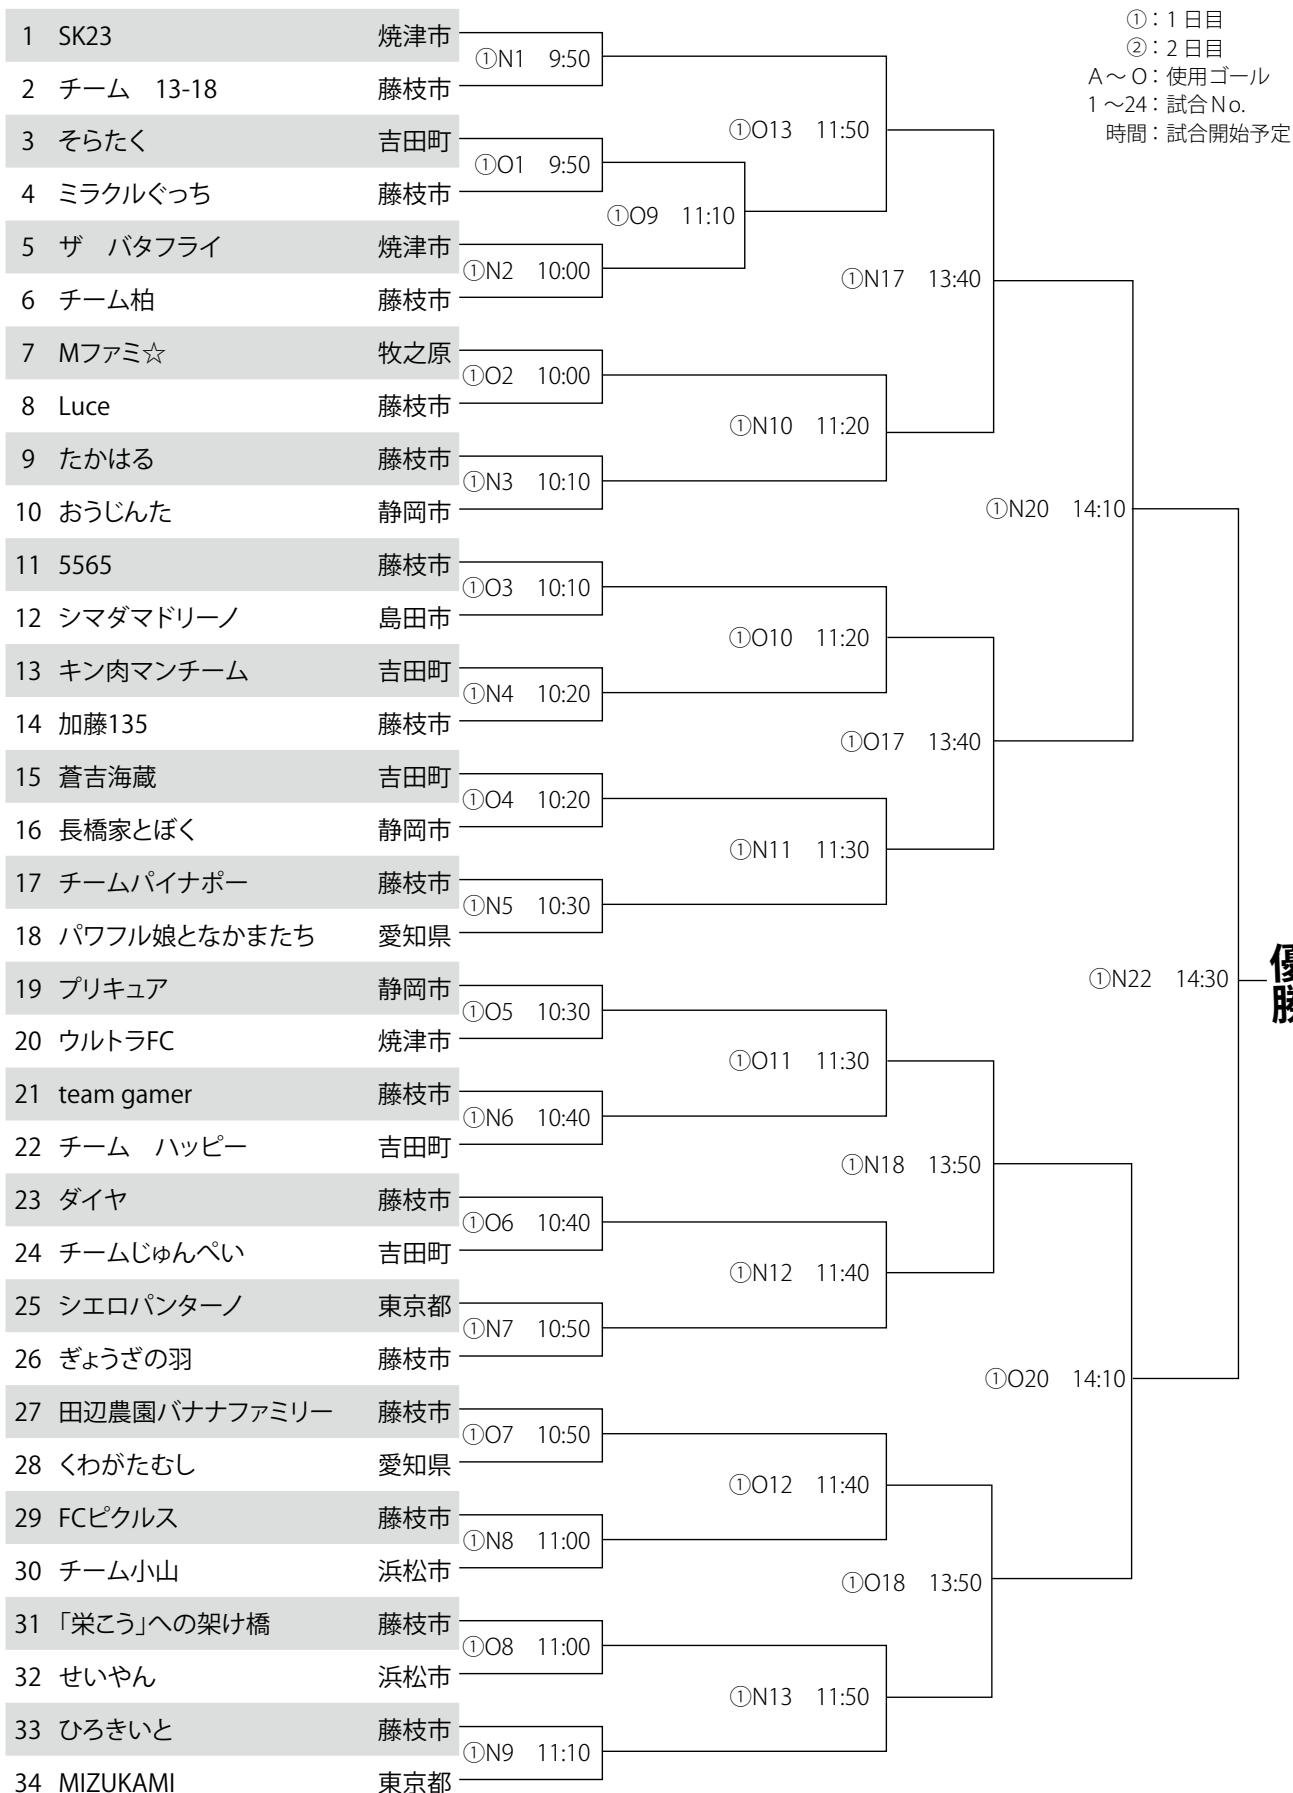 ①：1日目
②：2日目
A～O：使用ゴール
1～24：試合No.
時間：試合開始予定
1 SK23 焼津市
①N1 9:50
2 チーム　13-18 藤枝市
3 そらたく 吉田町
①O13 11:50
①O1 9:50
4 ミラクルぐっち 藤枝市
①O9 11:10
5 ザ　バタフライ 焼津市
①N2 10:00
①N17 13:40
6 チーム柏 藤枝市
7 Mファミ☆ 牧之原
①O2 10:00
8 Luce 藤枝市
①N10 11:20
9 たかはる 藤枝市
①N3 10:10
10 おうじんた 静岡市
①N20 14:10
11 5565 藤枝市
①O3 10:10
12 シマダマドリーノ 島田市
①O10 11:20
13 キン肉マンチーム 吉田町
①N4 10:20
14 加藤135 藤枝市
①O17 13:40
15 蒼吉海蔵 吉田町
①O4 10:20
16 長橋家とぼく 静岡市
①N11 11:30
17 チームパイナポー 藤枝市
①N5 10:30
18 パワフル娘となかまたち 愛知県
①N22 14:30
優勝
19 プリキュア 静岡市
①O5 10:30
20 ウルトラFC 焼津市
①O11 11:30
21 team gamer 藤枝市
①N6 10:40
22 チーム　ハッピー 吉田町
①N18 13:50
23 ダイヤ 藤枝市
①O6 10:40
24 チームじゅんぺい 吉田町
①N12 11:40
25 シエロパンターノ 東京都
①N7 10:50
26 ぎょうざの羽 藤枝市
①O20 14:10
27 田辺農園バナナファミリー 藤枝市
①O7 10:50
28 くわがたむし 愛知県
①O12 11:40
29 FCピクルス 藤枝市
①N8 11:00
30 チーム小山 浜松市
①O18 13:50
31 「栄こう」への架け橋 藤枝市
①O8 11:00
32 せいやん 浜松市
①N13 11:50
33 ひろきいと 藤枝市
①N9 11:10
34 MIZUKAMI 東京都